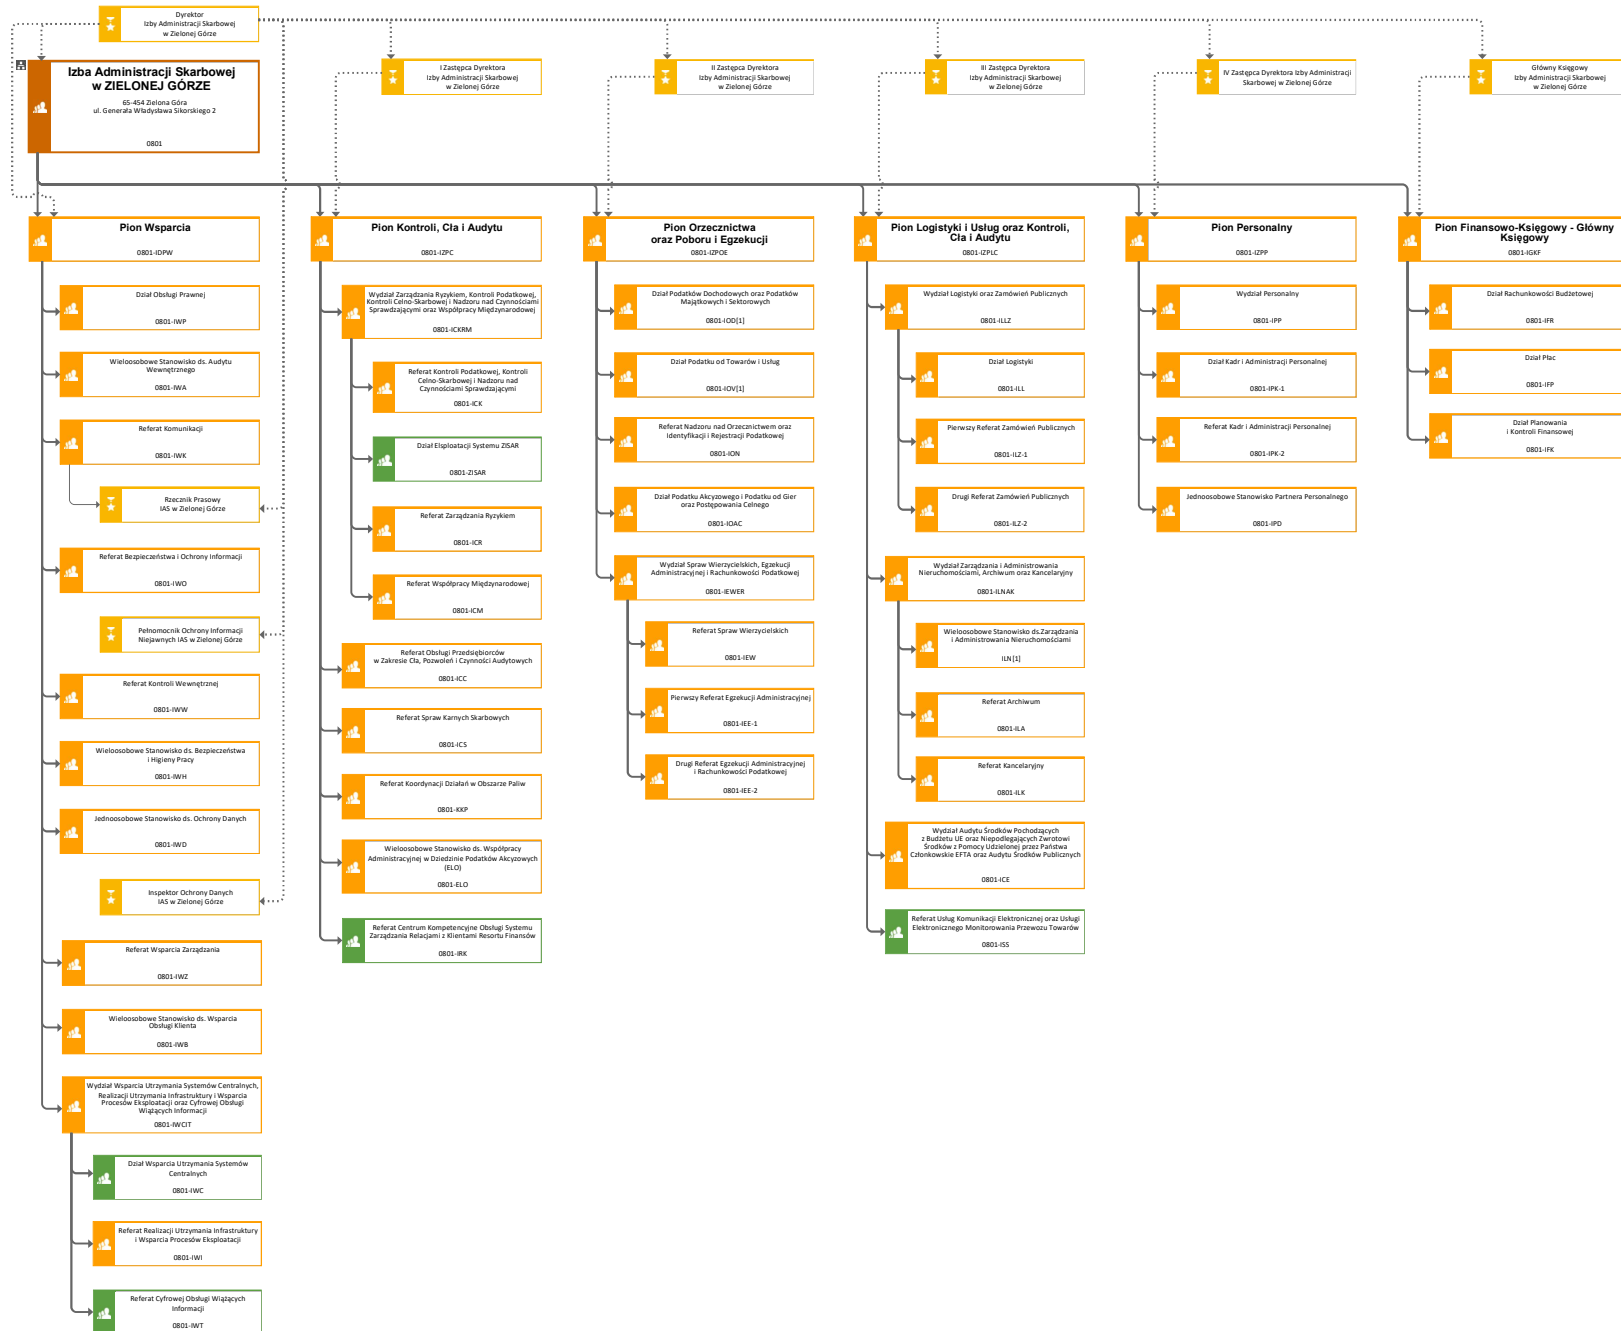 Dyrektor
Izby Administracji Skarbowej
w Zielonej Górze
Izba Administracji Skarbowej
w ZIELONEJ GÓRZE
65-454 Zielona Góra
ul. Generała Władysława Sikorskiego 2
0801
I Zastępca Dyrektora
Izby Administracji Skarbowej
w Zielonej Górze
II Zastępca Dyrektora
Izby Administracji Skarbowej
w Zielonej Górze
III Zastępca Dyrektora
Izby Administracji Skarbowej
w Zielonej Górze
IV Zastępca Dyrektora Izby Administracji
Skarbowej w Zielonej Górze
Główny Księgowy
Izby Administracji Skarbowej
w Zielonej Górze
Pion Wsparcia
0801-IDPW
Dział Obsługi Prawnej
0801-IWP
Wieloosobowe Stanowisko ds. Audytu
Wewnętrznego
0801-IWA
Referat Komunikacji
0801-IWK
Rzecznik Prasowy
IAS w Zielonej Górze
Referat Bezpieczeństwa i Ochrony Informacji
0801-IWO
Pełnomocnik Ochrony Informacji
Niejawnych IAS w Zielonej Górze
Referat Kontroli Wewnętrznej
0801-IWW
Wieloosobowe Stanowisko ds. Bezpieczeństwa
i Higieny Pracy
0801-IWH
Jednoosobowe Stanowisko ds. Ochrony Danych
0801-IWD
Inspektor Ochrony Danych
IAS w Zielonej Górze
Referat Wsparcia Zarządzania
0801-IWZ
Wieloosobowe Stanowisko ds. Wsparcia
Obsługi Klienta
0801-IWB
Wydział Wsparcia Utrzymania Systemów Centralnych,
Realizacji Utrzymania Infrastruktury i Wsparcia
Procesów Eksploatacji oraz Cyfrowej Obsługi
Wiążących Informacji
0801-IWCIT
Dział Wsparcia Utrzymania Systemów
Centralnych
0801-IWC
Referat Realizacji Utrzymania Infrastruktury
i Wsparcia Procesów Eksploatacji
0801-IWI
Referat Cyfrowej Obsługi Wiążących
Informacji
0801-IWT
Pion Kontroli, Cła i Audytu
0801-IZPC
Wydział Zarządzania Ryzykiem, Kontroli Podatkowej,
Kontroli Celno-Skarbowej i Nadzoru nad Czynnościami
Sprawdzającymi oraz Współpracy Międzynarodowej
0801-ICKRM
Referat Kontroli Podatkowej, Kontroli
Celno-Skarbowej i Nadzoru nad
Czynnościami Sprawdzającymi
0801-ICK
Dział Elsploatacji Systemu ZISAR
0801-ZISAR
Referat Zarządzania Ryzykiem
0801-ICR
Referat Współpracy Międzynarodowej
0801-ICM
Referat Obsługi Przedsiębiorców
w Zakresie Cła, Pozwoleń i Czynności Audytowych
0801-ICC
Referat Spraw Karnych Skarbowych
0801-ICS
Referat Koordynacji Działań w Obszarze Paliw
0801-KKP
Wieloosobowe Stanowisko ds. Współpracy
Administracyjnej w Dziedzinie Podatków Akcyzowych
(ELO)
0801-ELO
Referat Centrum Kompetencyjne Obsługi Systemu
Zarządzania Relacjami z Klientami Resortu Finansów
0801-IRK
Pion Orzecznictwa
oraz Poboru i Egzekucji
0801-IZPOE
Dział Podatków Dochodowych oraz Podatków
Majątkowych i Sektorowych
0801-IOD[1]
Dział Podatku od Towarów i Usług
0801-IOV[1]
Referat Nadzoru nad Orzecznictwem oraz
Identyfikacji i Rejestracji Podatkowej
0801-ION
Dział Podatku Akcyzowego i Podatku od Gier
oraz Postępowania Celnego
0801-IOAC
Wydział Spraw Wierzycielskich, Egzekucji
Administracyjnej i Rachunkowości Podatkowej
0801-IEWER
Referat Spraw Wierzycielskich
0801-IEW
Pierwszy Referat Egzekucji Administracyjnej
0801-IEE-1
Drugi Referat Egzekucji Administracyjnej
i Rachunkowości Podatkowej
0801-IEE-2
Pion Logistyki i Usług oraz Kontroli,
Cła i Audytu
0801-IZPLC
Wydział Logistyki oraz Zamówień Publicznych
0801-ILLZ
Dział Logistyki
0801-ILL
Pierwszy Referat Zamówień Publicznych
0801-ILZ-1
Drugi Referat Zamówień Publicznych
0801-ILZ-2
Wydział Zarządzania i Administrowania
Nieruchomościami, Archiwum oraz Kancelaryjny
0801-ILNAK
Wieloosobowe Stanowisko ds.Zarządzania
i Administrowania Nieruchomościami
ILN[1]
Referat Archiwum
0801-ILA
Referat Kancelaryjny
0801-ILK
Wydział Audytu Środków Pochodzących
z Budżetu UE oraz Niepodlegających Zwrotowi
Środków z Pomocy Udzielonej przez Państwa
Członkowskie EFTA oraz Audytu Środków Publicznych
0801-ICE
Referat Usług Komunikacji Elektronicznej oraz Usługi
Elektronicznego Monitorowania Przewozu Towarów
0801-ISS
Pion Personalny
0801-IZPP
Wydział Personalny
0801-IPP
Dział Kadr i Administracji Personalnej
0801-IPK-1
Referat Kadr i Administracji Personalnej
0801-IPK-2
Jednoosobowe Stanowisko Partnera Personalnego
0801-IPD
Pion Finansowo-Księgowy - Główny
Księgowy
0801-IGKF
Dział Rachunkowości Budżetowej
0801-IFR
Dział Płac
0801-IFP
Dział Planowania
i Kontroli Finansowej
0801-IFK